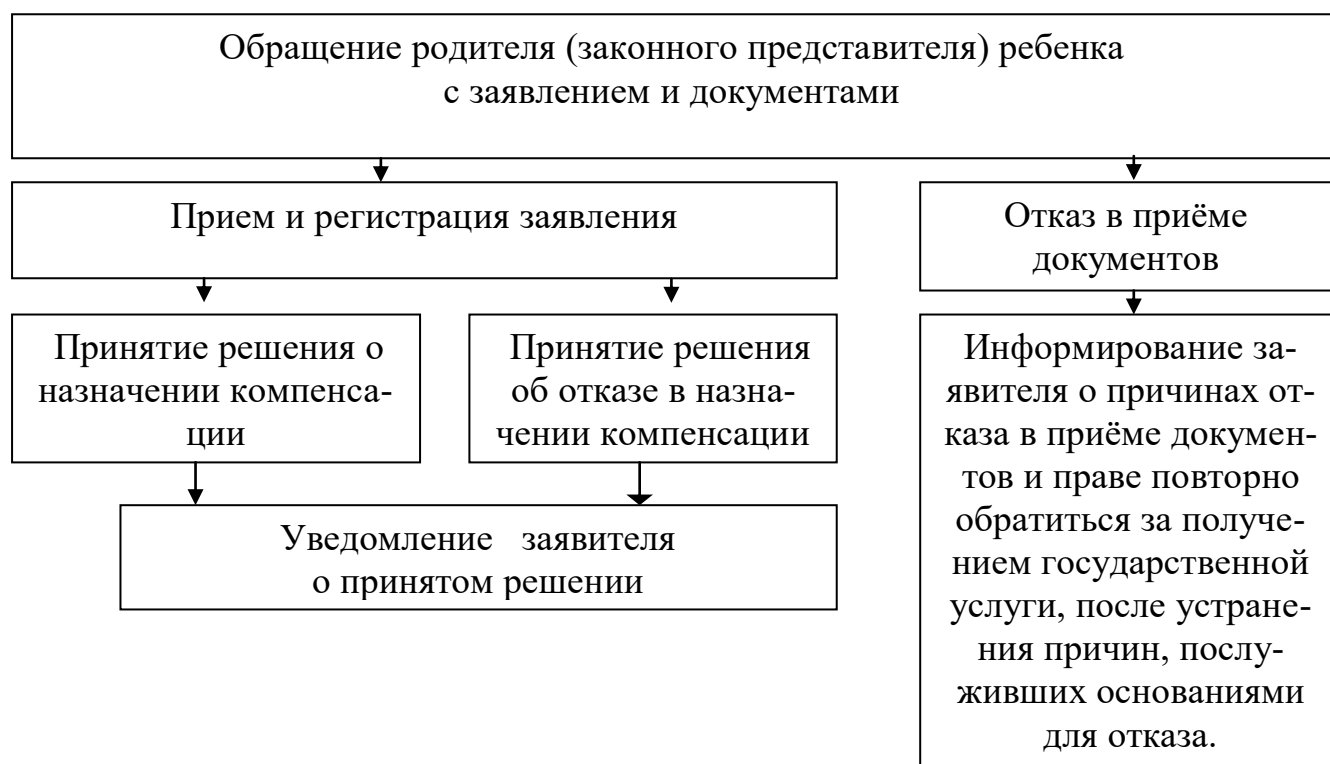 Обращение родителя (законного представителя) ребенка
с заявлением и документами
Прием и регистрация заявления
Отказ в приёме
документов
Принятие решения о
назначении компенса-
ции
Принятие решения
об отказе в назна-
чении компенсации
Информирование за-
явителя о причинах от-
каза в приёме докумен-
тов и праве повторно
обратиться за получе-
нием государственной
услуги, после устране-
ния причин, послу-
живших основаниями
для отказа.
Уведомление заявителя
о принятом решении